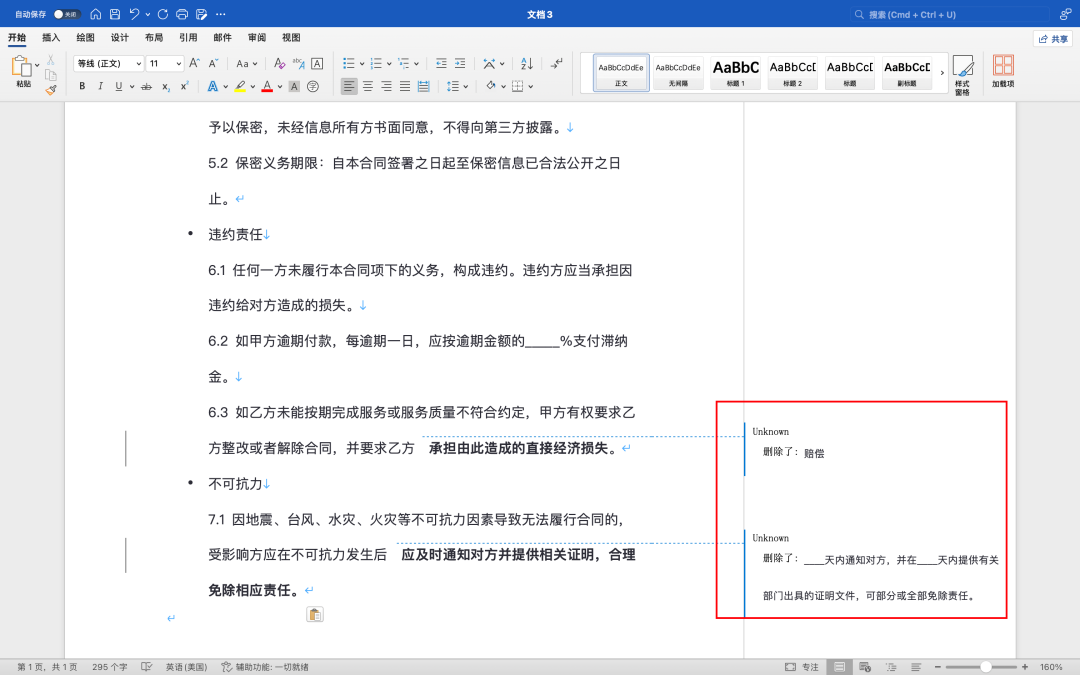 自动保存 关闭 文档 3 搜索 (Cmd + Ctrl + U)
开始 插入 绘图 设计 布局 引用 邮件 审阅 视图 共享
粘贴 等线 (正文) 11 A A Aa A abc A A
B I U ab x₂ x² A A A 字
AaBbCcDdEe AaBbCcDdEe AaBbC AaBbCcD AaBbCcD AaBbCcD
正文 无间隔 标题 1 标题 2 标题 副标题 样式窗格 加载项
予以保密，未经信息所有方书面同意，不得向第三方披露。↓
5.2 保密义务期限：自本合同签署之日起至保密信息已合法公开之日
止。↵
• 违约责任↓
6.1 任何一方未履行本合同项下的义务，构成违约。违约方应当承担因
违约给对方造成的损失。↓
6.2 如甲方逾期付款，每逾期一日，应按逾期金额的_____%支付滞纳
金。↓
6.3 如乙方未能按期完成服务或服务质量不符合约定，甲方有权要求乙
方整改或者解除合同，并要求乙方 承担由此造成的直接经济损失。↵
Unknown
删除了：赔偿
• 不可抗力↓
7.1 因地震、台风、水灾、火灾等不可抗力因素导致无法履行合同的，
受影响方应在不可抗力发生后 应及时通知对方并提供相关证明，合理
免除相应责任。↵
Unknown
删除了：____天内通知对方，并在____天内提供有关
部门出具的证明文件，可部分或全部免除责任。
第 1 页，共 1 页 295 个字 英语 (美国) 辅助功能: 一切就绪 专注 160%